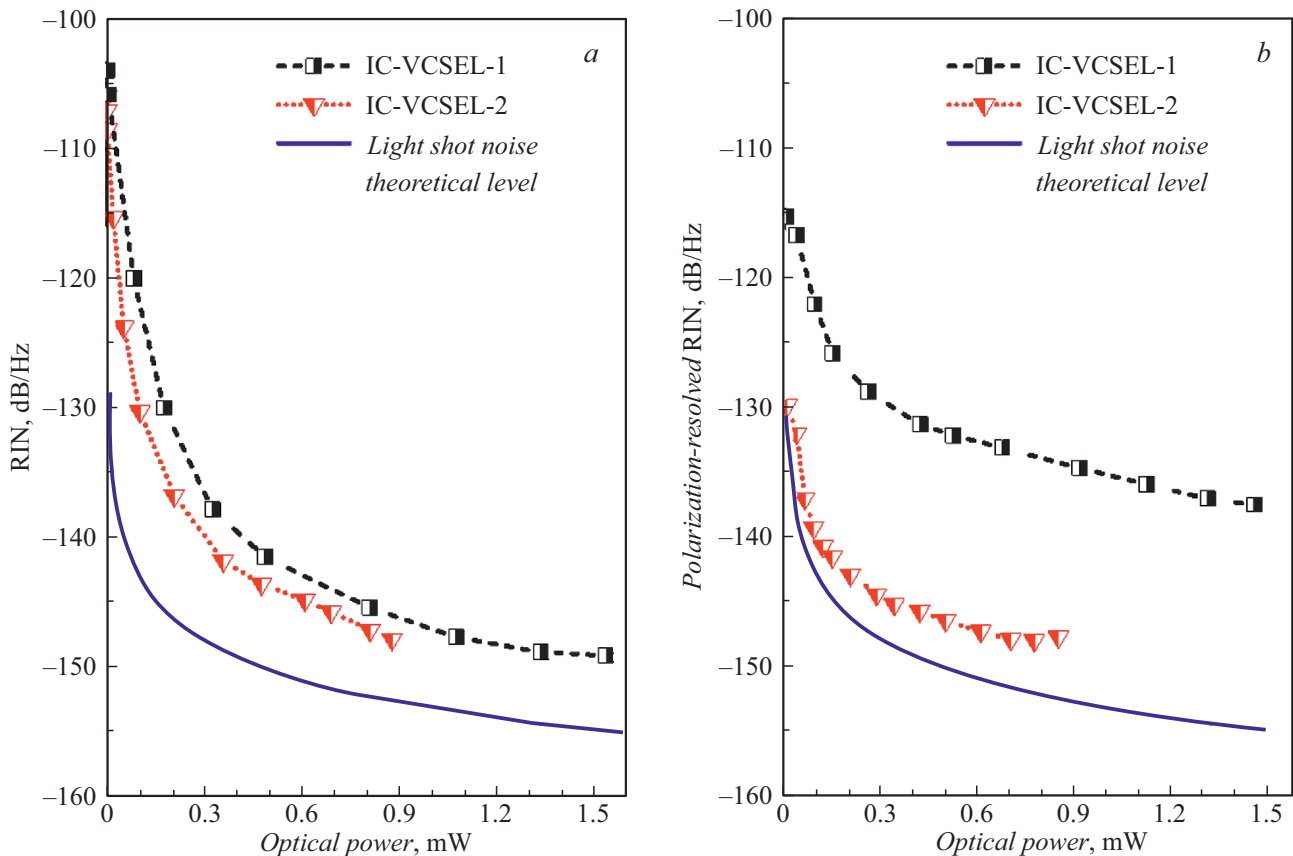 a
IC-VCSEL-1
IC-VCSEL-2
Light shot noise
theoretical level
RIN, dB/Hz
–100
–110
–120
–130
–140
–150
–160
0
0.3
0.6
0.9
1.2
1.5
Optical power, mW
b
IC-VCSEL-1
IC-VCSEL-2
Light shot noise
theoretical level
Polarization-resolved RIN, dB/Hz
–100
–110
–120
–130
–140
–150
–160
0
0.3
0.6
0.9
1.2
1.5
Optical power, mW